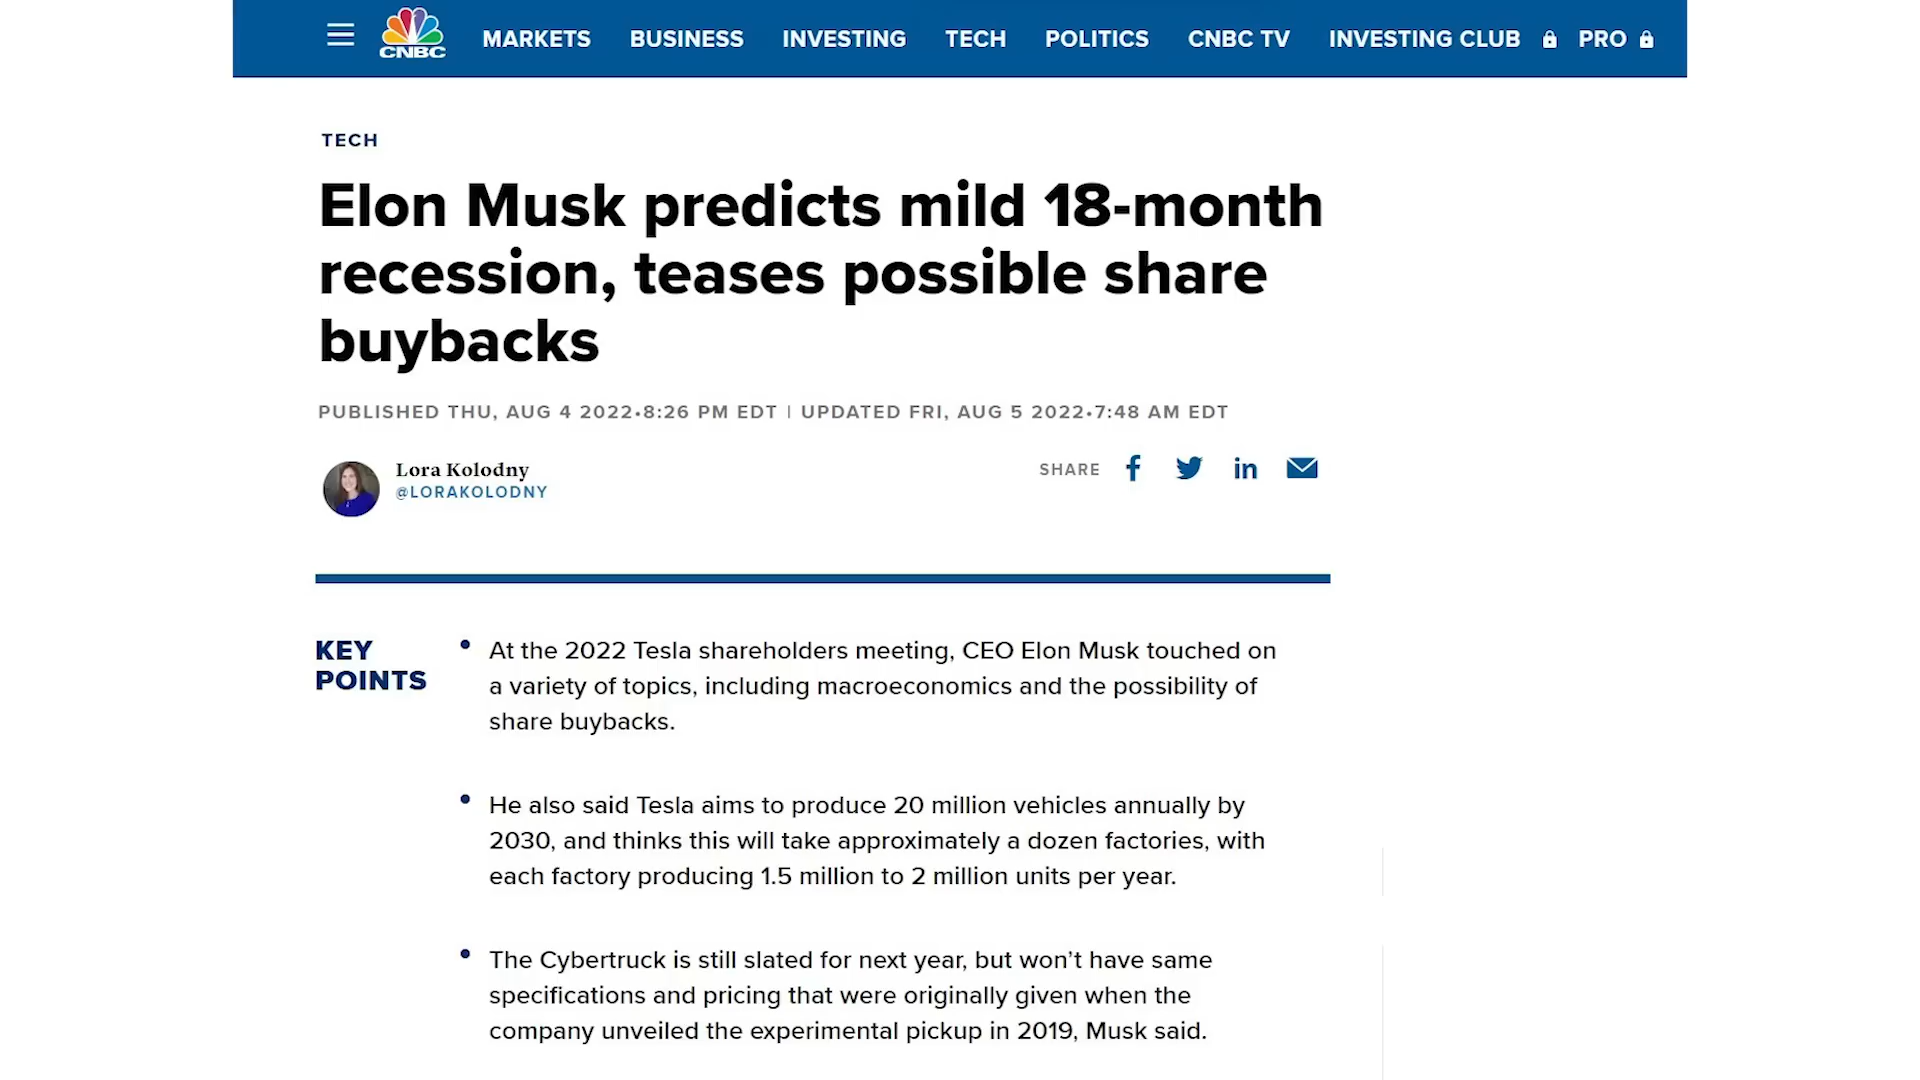 CNBC
MARKETS BUSINESS INVESTING TECH POLITICS CNBC TV INVESTING CLUB PRO
TECH
Elon Musk predicts mild 18-month
recession, teases possible share
buybacks
PUBLISHED THU, AUG 4 2022•8:26 PM EDT | UPDATED FRI, AUG 5 2022•7:48 AM EDT
Lora Kolodny
@LORAKOLODNY
SHARE
KEY
POINTS
• At the 2022 Tesla shareholders meeting, CEO Elon Musk touched on
a variety of topics, including macroeconomics and the possibility of
share buybacks.
• He also said Tesla aims to produce 20 million vehicles annually by
2030, and thinks this will take approximately a dozen factories, with
each factory producing 1.5 million to 2 million units per year.
• The Cybertruck is still slated for next year, but won’t have same
specifications and pricing that were originally given when the
company unveiled the experimental pickup in 2019, Musk said.